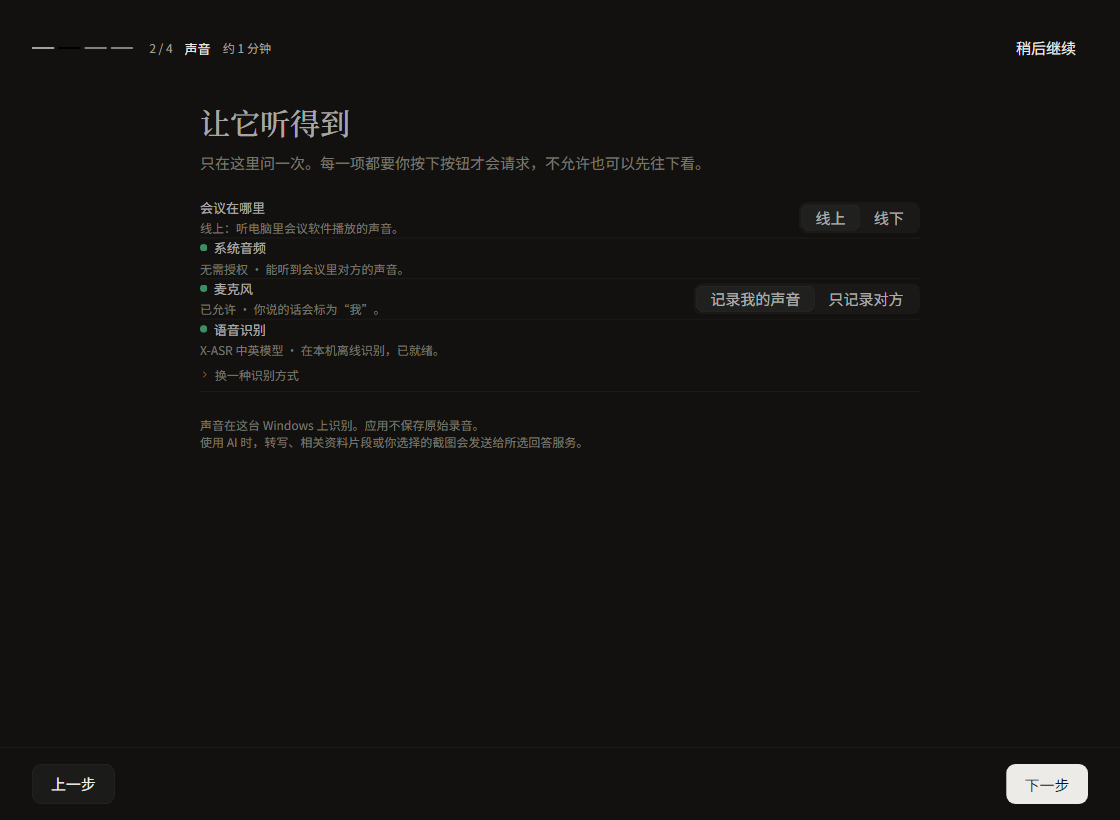 2 / 4 声音 约 1 分钟
稍后继续
让它听得到
只在这里问一次。每一项都要你按下按钮才会请求，不允许也可以先往下看。
会议在哪里
线上：听电脑里会议软件播放的声音。
线上 线下
系统音频
无需授权 · 能听到会议里对方的声音。
麦克风
已允许 · 你说的话会标为“我”。
记录我的声音 只记录对方
语音识别
X-ASR 中英模型 · 在本机离线识别，已就绪。
换一种识别方式
声音在这台 Windows 上识别。应用不保存原始录音。
使用 AI 时，转写、相关资料片段或你选择的截图会发送给所选回答服务。
上一步
下一步